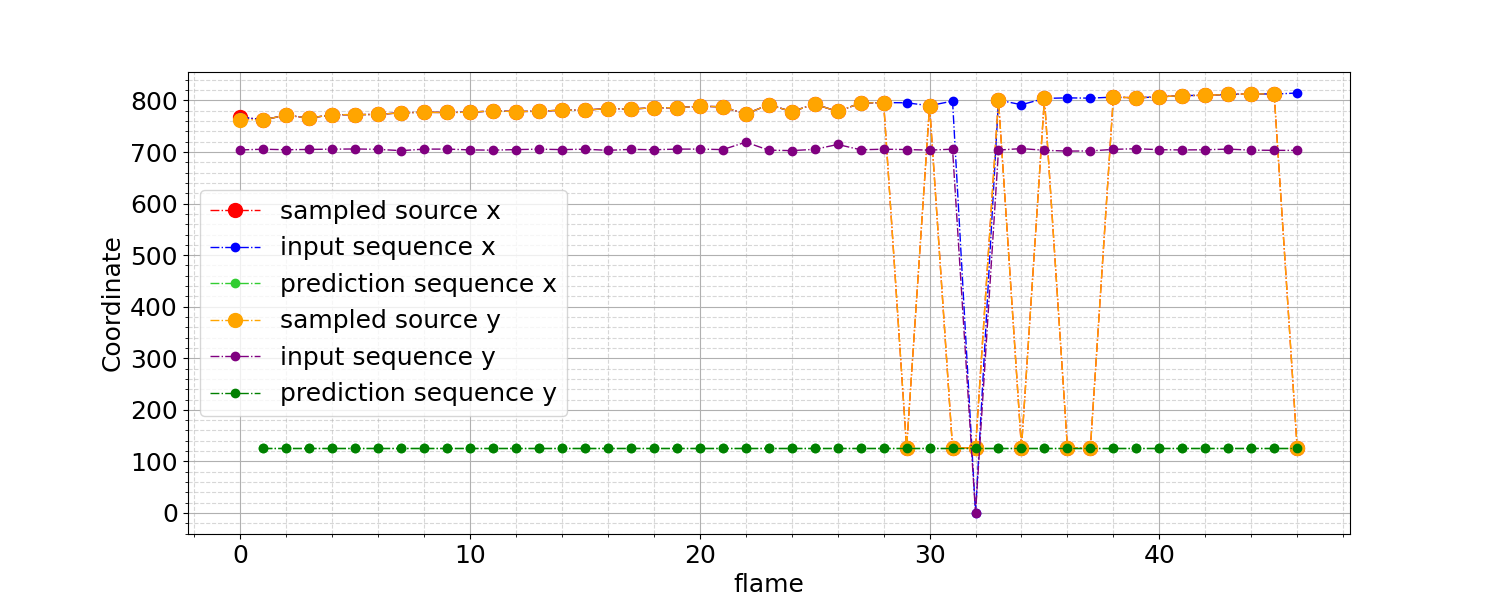 800
700
600
500
400
300
200
100
0
Coordinate
sampled source x
input sequence x
prediction sequence x
sampled source y
input sequence y
prediction sequence y
0 10 20 30 40
flame